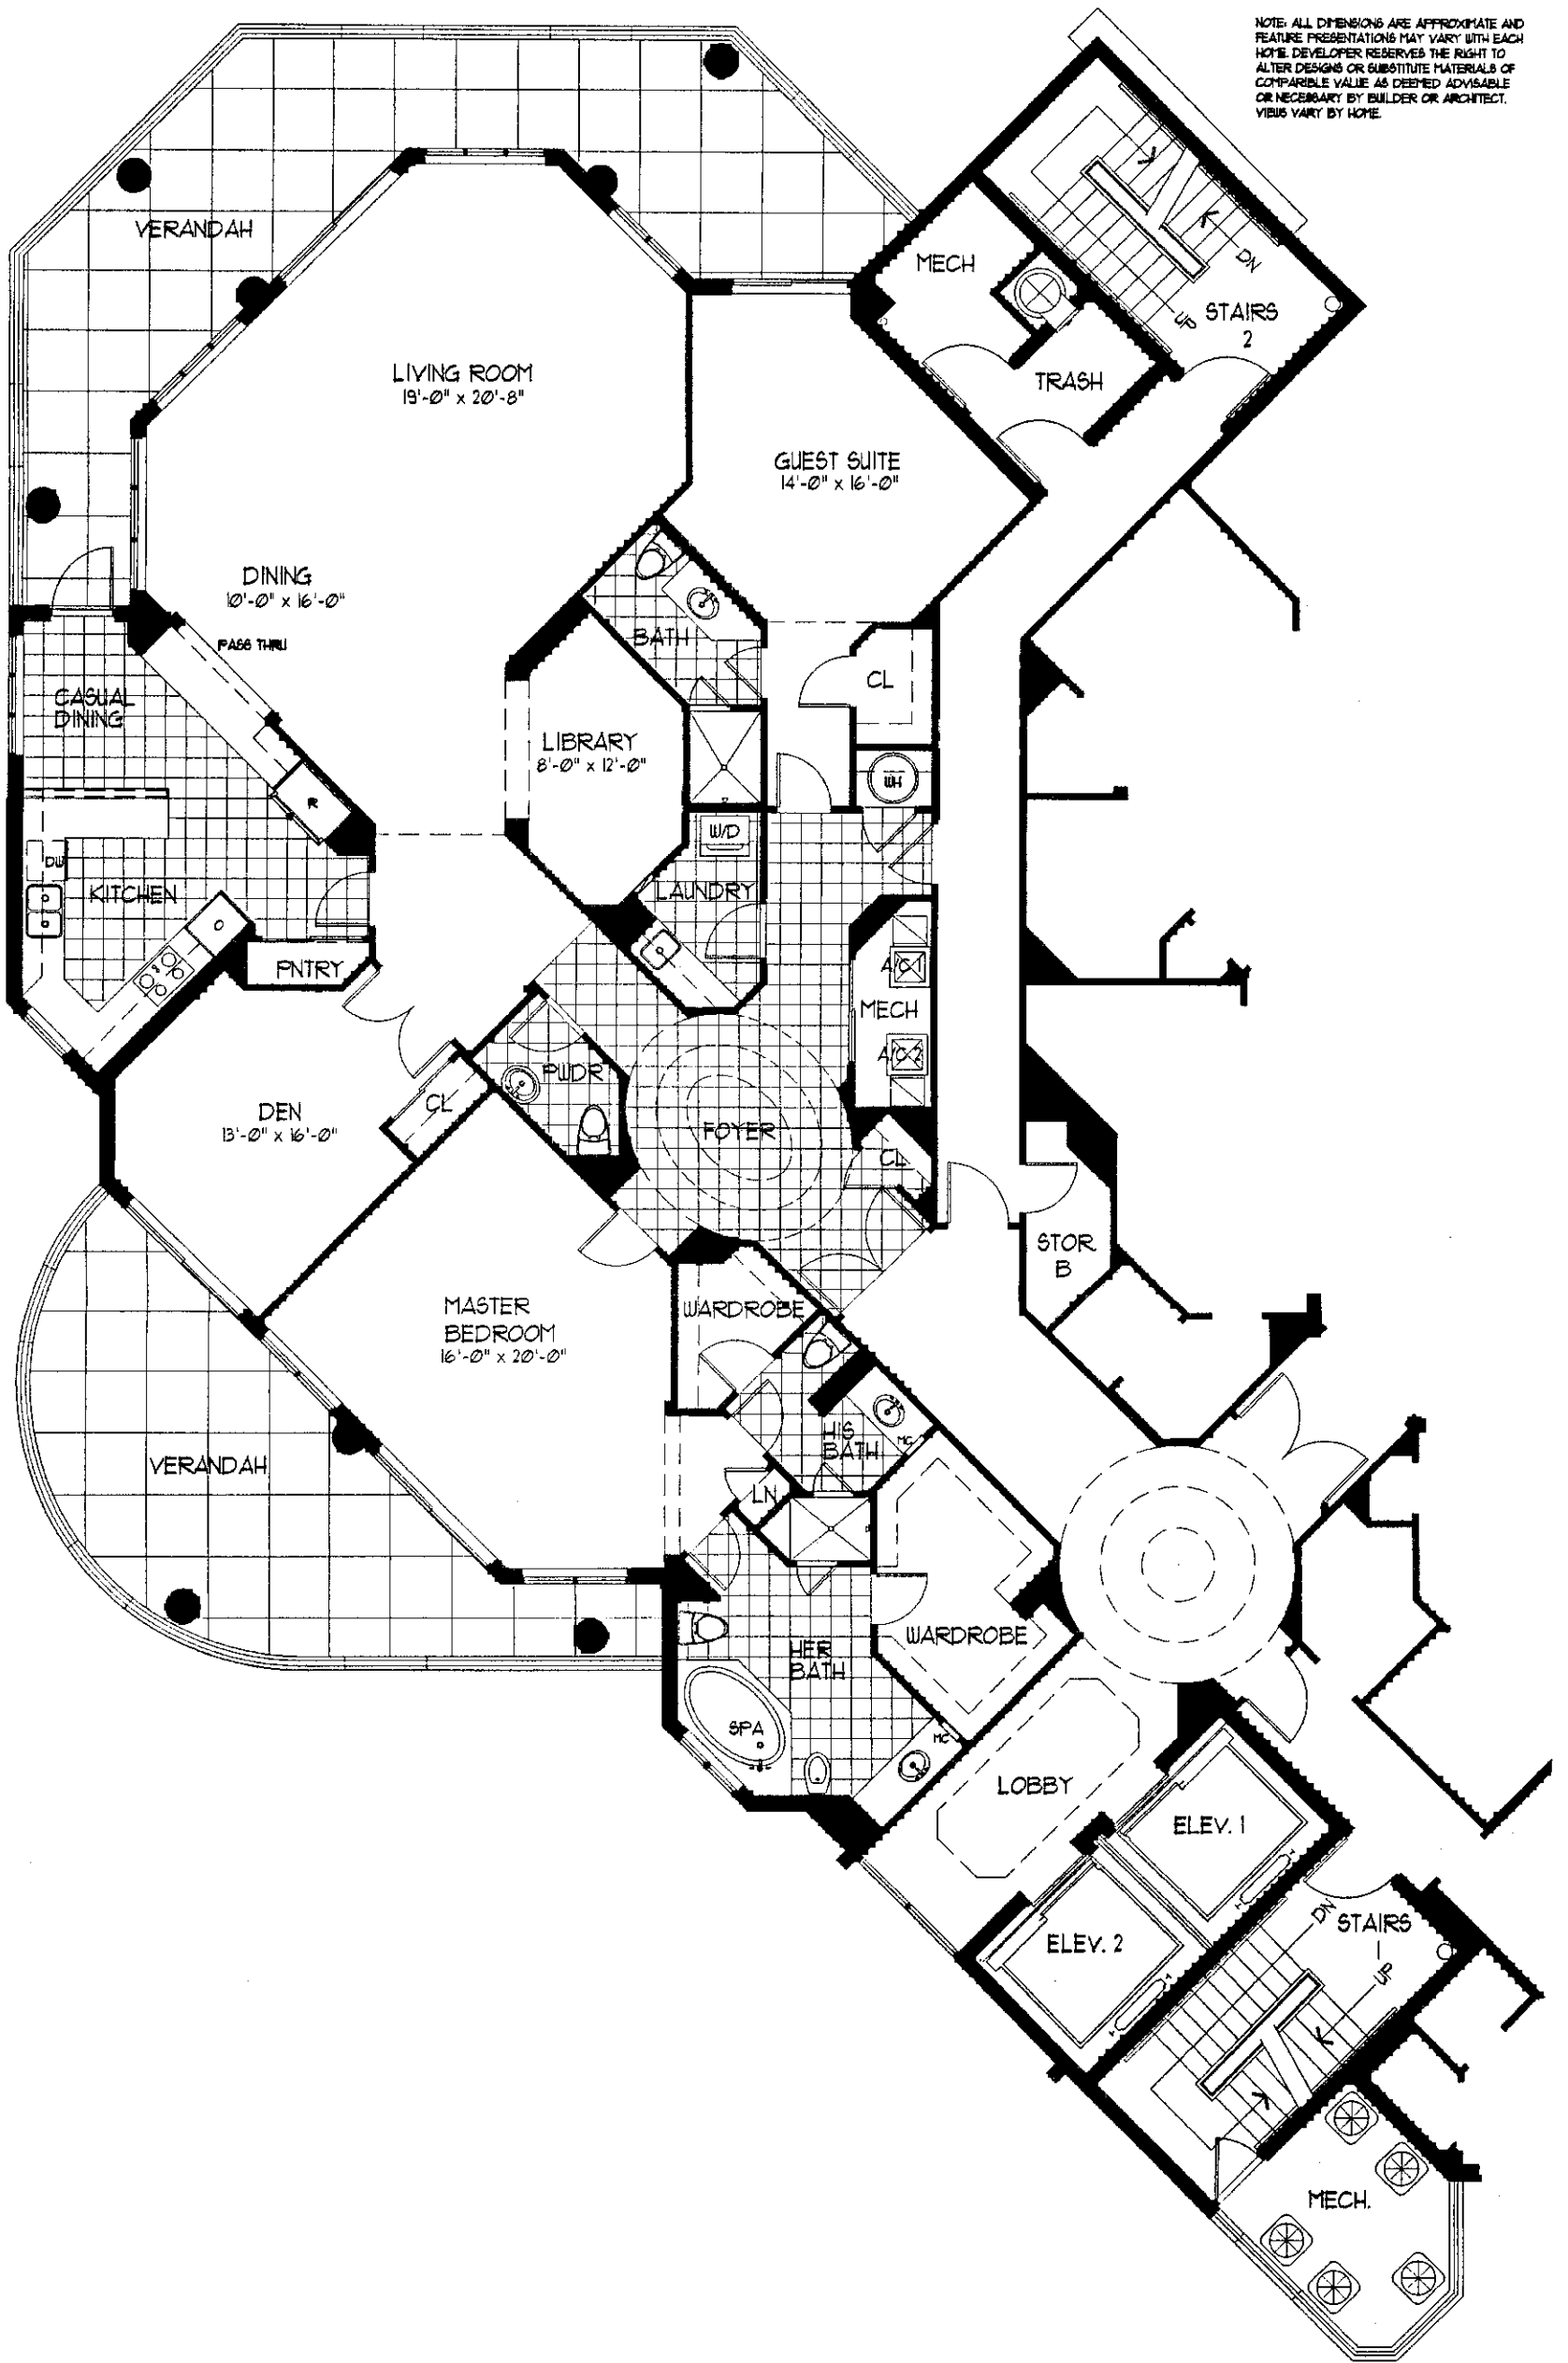 NOTE: ALL DIMENSIONS ARE APPROXIMATE AND
FEATURE PRESENTATIONS MAY VARY WITH EACH
HOME. DEVELOPER RESERVES THE RIGHT TO
ALTER DESIGNS OR SUBSTITUTE MATERIALS OF
COMPARIBLE VALUE AS DEEMED ADVISABLE
OR NECESSARY BY BUILDER OR ARCHITECT.
VIEWS VARY BY HOME.
VERANDAH
MECH
DN
UP
STAIRS
2
TRASH
LIVING ROOM
19'-0" x 20'-8"
GUEST SUITE
14'-0" x 16'-0"
DINING
10'-0" x 16'-0"
PASS THRU
BATH
CL
CASUAL
DINING
LIBRARY
8'-0" x 12'-0"
WH
R
W/D
DW
KITCHEN
LAUNDRY
O
PNTRY
A/C 1
MECH
A/C 2
PWDR
CL
DEN
13'-0" x 16'-0"
FOYER
CL
STOR
B
MASTER
BEDROOM
16'-0" x 20'-0"
WARDROBE
HIS
BATH
MC
VERANDAH
LN
WARDROBE
HER
BATH
SPA
MC
LOBBY
ELEV. 1
ELEV. 2
DN
STAIRS
1
UP
MECH.